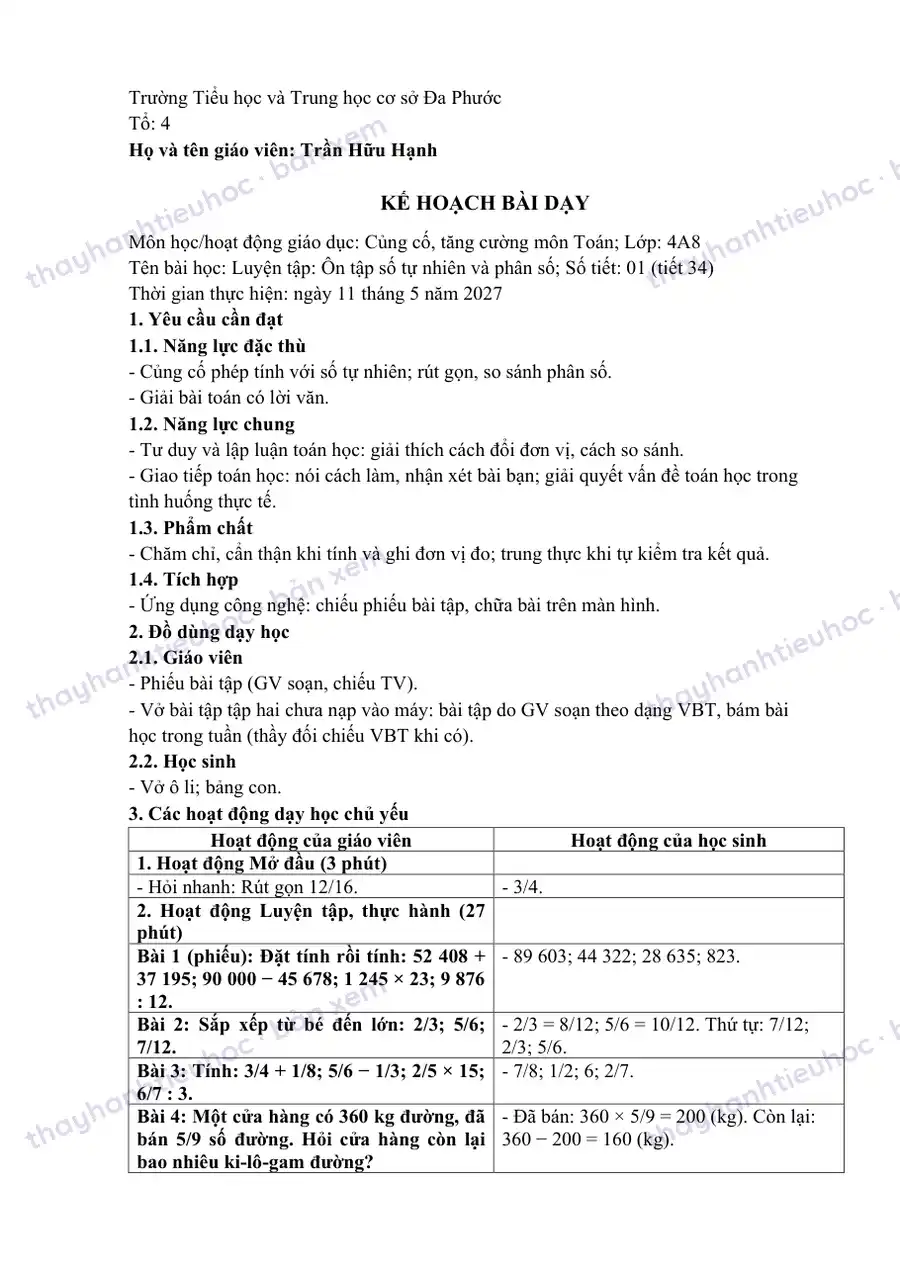 Trường Tiểu học và Trung học cơ sở Đa Phước
Tổ: 4
Họ và tên giáo viên: Trần Hữu Hạnh
KẾ HOẠCH BÀI DẠY
Môn học/hoạt động giáo dục: Củng cố, tăng cường môn Toán; Lớp: 4A8
Tên bài học: Luyện tập: Ôn tập số tự nhiên và phân số; Số tiết: 01 (tiết 34)
Thời gian thực hiện: ngày 11 tháng 5 năm 2027
1. Yêu cầu cần đạt
1.1. Năng lực đặc thù
- Củng cố phép tính với số tự nhiên; rút gọn, so sánh phân số.
- Giải bài toán có lời văn.
1.2. Năng lực chung
- Tư duy và lập luận toán học: giải thích cách đổi đơn vị, cách so sánh.
- Giao tiếp toán học: nói cách làm, nhận xét bài bạn; giải quyết vấn đề toán học trong
tình huống thực tế.
1.3. Phẩm chất
- Chăm chỉ, cẩn thận khi tính và ghi đơn vị đo; trung thực khi tự kiểm tra kết quả.
1.4. Tích hợp
- Ứng dụng công nghệ: chiếu phiếu bài tập, chữa bài trên màn hình.
2. Đồ dùng dạy học
2.1. Giáo viên
- Phiếu bài tập (GV soạn, chiếu TV).
- Vở bài tập tập hai chưa nạp vào máy: bài tập do GV soạn theo dạng VBT, bám bài
học trong tuần (thầy đối chiếu VBT khi có).
2.2. Học sinh
- Vở ô li; bảng con.
3. Các hoạt động dạy học chủ yếu
Hoạt động của giáo viên
Hoạt động của học sinh
1. Hoạt động Mở đầu (3 phút)
- Hỏi nhanh: Rút gọn 12/16.
- 3/4.
2. Hoạt động Luyện tập, thực hành (27
phút)
Bài 1 (phiếu): Đặt tính rồi tính: 52 408 +
37 195; 90 000 − 45 678; 1 245 × 23; 9 876
: 12.
- 89 603; 44 322; 28 635; 823.
Bài 2: Sắp xếp từ bé đến lớn: 2/3; 5/6;
7/12.
- 2/3 = 8/12; 5/6 = 10/12. Thứ tự: 7/12;
2/3; 5/6.
Bài 3: Tính: 3/4 + 1/8; 5/6 − 1/3; 2/5 × 15;
6/7 : 3.
- 7/8; 1/2; 6; 2/7.
Bài 4: Một cửa hàng có 360 kg đường, đã
bán 5/9 số đường. Hỏi cửa hàng còn lại
bao nhiêu ki-lô-gam đường?
- Đã bán: 360 × 5/9 = 200 (kg). Còn lại:
360 − 200 = 160 (kg).
thayhanhtieuhoc · bản xem
thayhanhtieuhoc · b
thayhanhtieuhoc · bản xem
thayhanhtieuhoc · b
thayhanhtieuhoc · bản xem
thayhanhtieuhoc · b